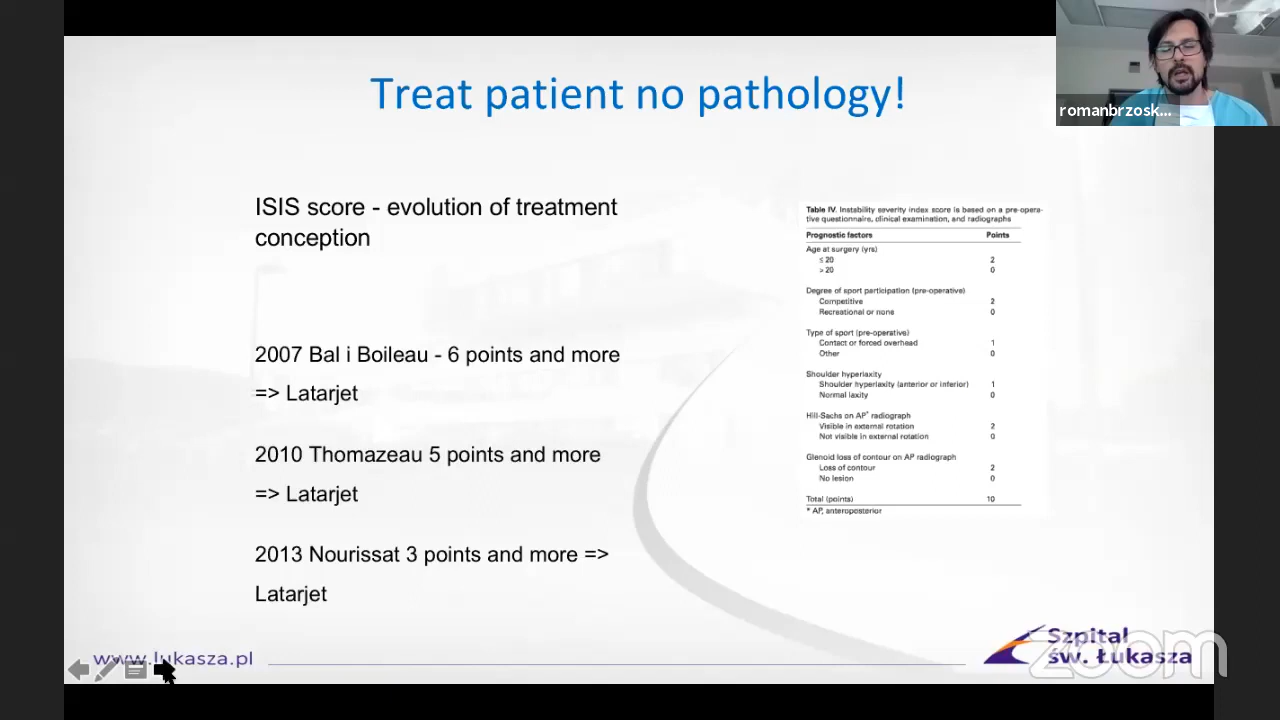 Treat patient no pathology!
romanbrzosk...
ISIS score - evolution of treatment
conception
2007 Bal i Boileau - 6 points and more
=> Latarjet
2010 Thomazeau 5 points and more
=> Latarjet
2013 Nourissat 3 points and more =>
Latarjet
Table IV. Instability severity index score is based on a pre-opera-
tive questionnaire, clinical examination, and radiographs
Prognostic factors Points
Age at surgery (yrs)
≤ 20 2
> 20 0
Degree of sport participation (pre-operative)
Competitive 2
Recreational or none 0
Type of sport (pre-operative)
Contact or forced overhead 1
Other 0
Shoulder hyperlaxity
Shoulder hyperlaxity (anterior or inferior) 1
Normal laxity 0
Hill-Sachs on AP* radiograph
Visible in external rotation 2
Not visible in external rotation 0
Glenoid loss of contour on AP radiograph
Loss of contour 2
No lesion 0
Total (points) 10
* AP, anteroposterior
www.lukasza.pl
Szpital
św. Łukasza
zoom